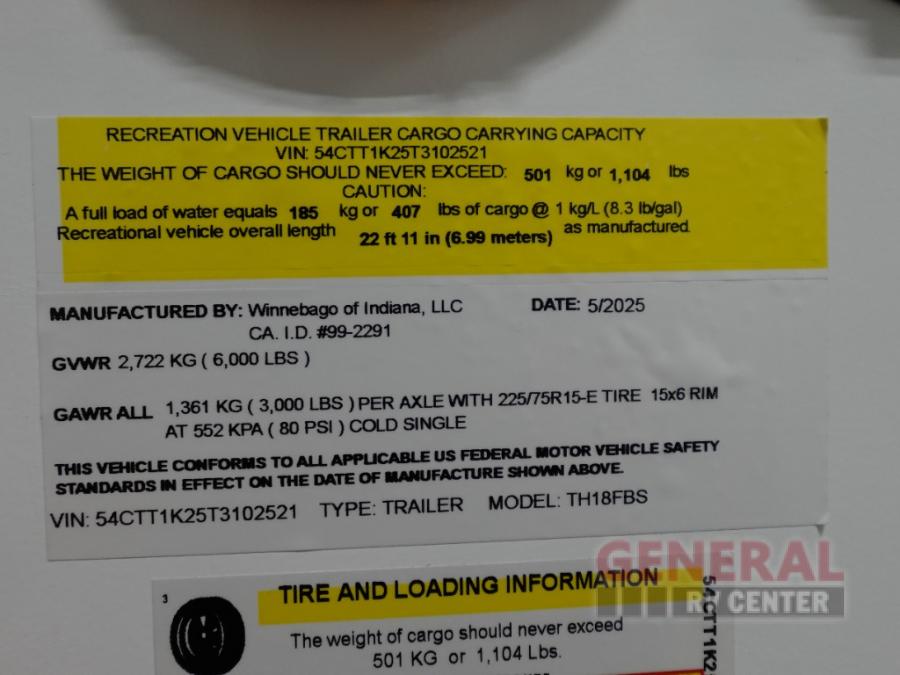 RECREATION VEHICLE TRAILER CARGO CARRYING CAPACITY
VIN: 54CTT1K25T3102521
THE WEIGHT OF CARGO SHOULD NEVER EXCEED: 501 kg or 1,104 lbs
CAUTION:
A full load of water equals 185 kg or 407 lbs of cargo @ 1 kg/L (8.3 lb/gal)
Recreational vehicle overall length 22 ft 11 in (6.99 meters) as manufactured.
MANUFACTURED BY: Winnebago of Indiana, LLC DATE: 5/2025
CA. I.D. #99-2291
GVWR 2,722 KG ( 6,000 LBS )
GAWR ALL 1,361 KG ( 3,000 LBS ) PER AXLE WITH 225/75R15-E TIRE 15x6 RIM
AT 552 KPA ( 80 PSI ) COLD SINGLE
THIS VEHICLE CONFORMS TO ALL APPLICABLE US FEDERAL MOTOR VEHICLE SAFETY
STANDARDS IN EFFECT ON THE DATE OF MANUFACTURE SHOWN ABOVE.
VIN: 54CTT1K25T3102521 TYPE: TRAILER MODEL: TH18FBS
3
TIRE AND LOADING INFORMATION
The weight of cargo should never exceed
501 KG or 1,104 Lbs.
54CTT1K2
GENERAL
RV CENTER